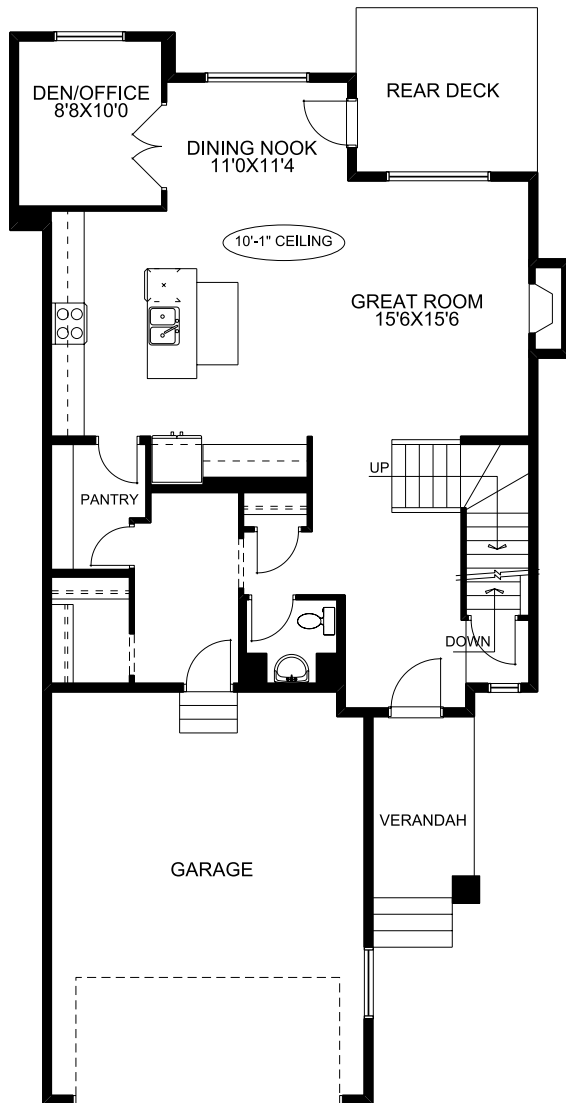 DEN/OFFICE
8'8X10'0
REAR DECK
DINING NOOK
11'0X11'4
10'-1" CEILING
GREAT ROOM
15'6X15'6
UP
PANTRY
DOWN
VERANDAH
GARAGE